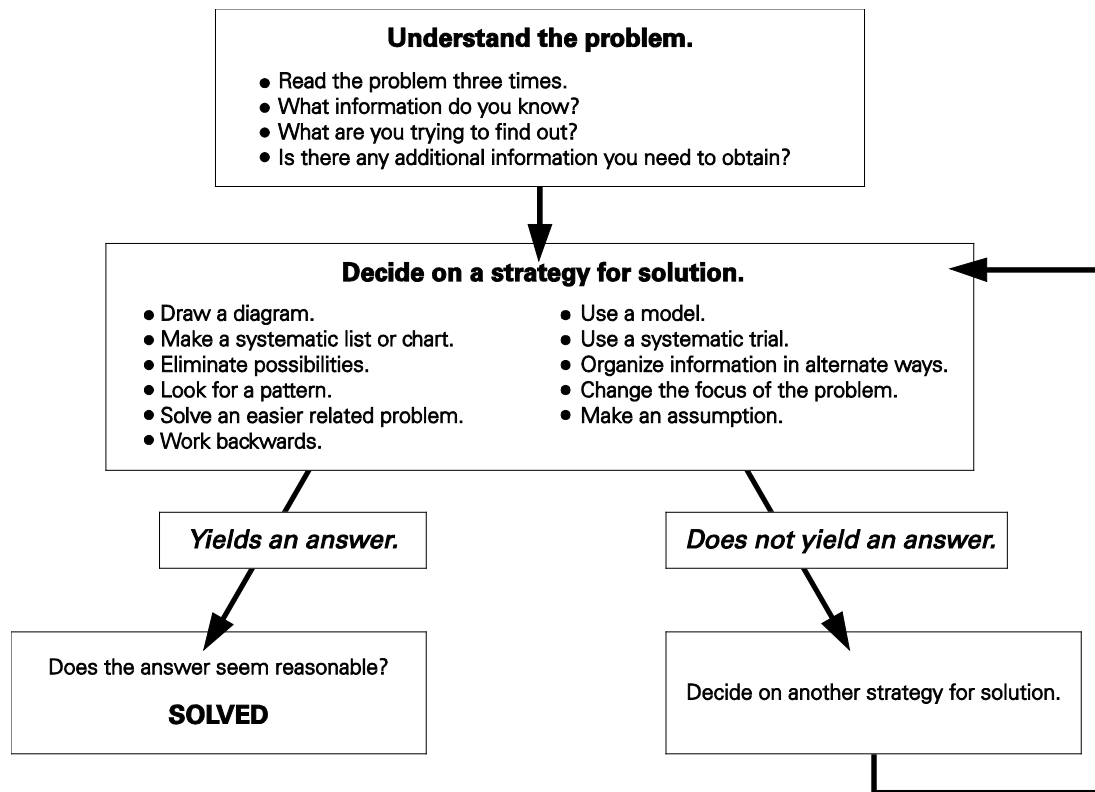 Understand the problem.
• Read the problem three times.
• What information do you know?
• What are you trying to find out?
• Is there any additional information you need to obtain?
Decide on a strategy for solution.
• Draw a diagram.
• Make a systematic list or chart.
• Eliminate possibilities.
• Look for a pattern.
• Solve an easier related problem.
• Work backwards.
• Use a model.
• Use a systematic trial.
• Organize information in alternate ways.
• Change the focus of the problem.
• Make an assumption.
Yields an answer.
Does not yield an answer.
Does the answer seem reasonable?
SOLVED
Decide on another strategy for solution.